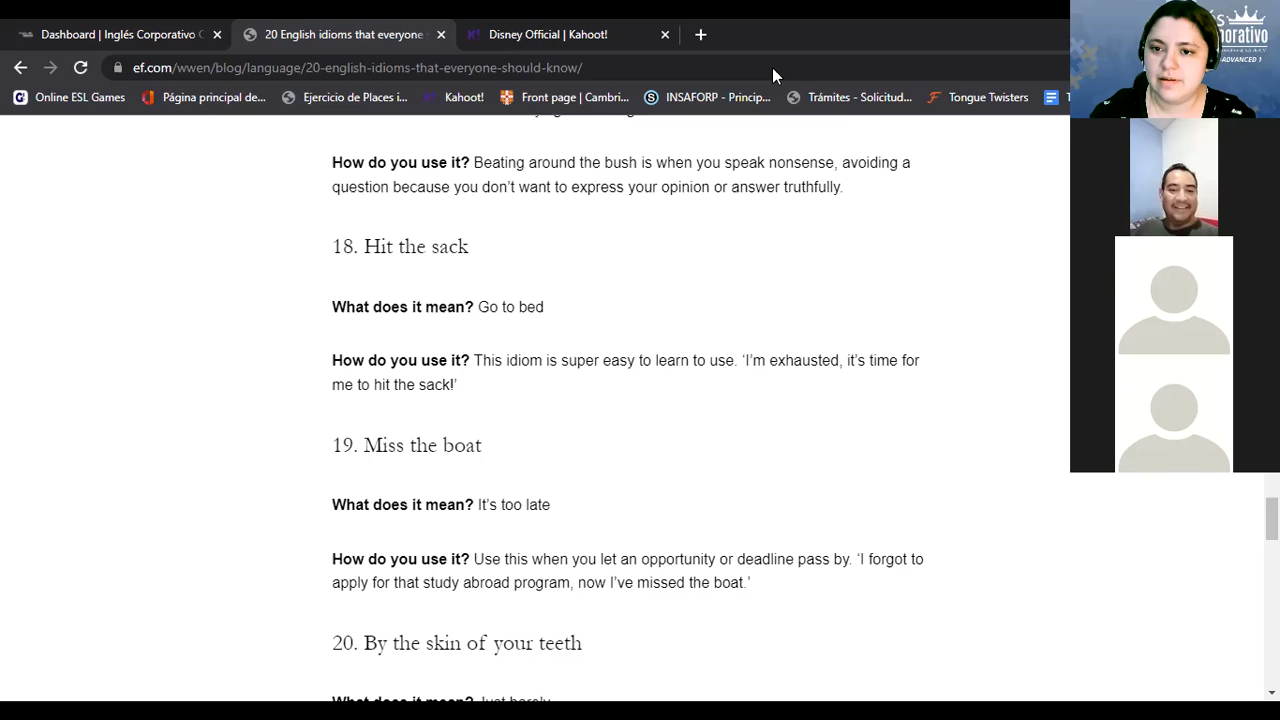 Dashboard | Inglés Corporativo
20 English idioms that everyone
Disney Official | Kahoot!
ef.com/wwen/blog/language/20-english-idioms-that-everyone-should-know/
Online ESL Games
Página principal de...
Ejercicio de Places i...
Kahoot!
Front page | Cambri...
INSAFORP - Princip...
Trámites - Solicitud...
Tongue Twisters
How do you use it? Beating around the bush is when you speak nonsense, avoiding a
question because you don’t want to express your opinion or answer truthfully.
18. Hit the sack
What does it mean? Go to bed
How do you use it? This idiom is super easy to learn to use. ‘I’m exhausted, it’s time for
me to hit the sack!’
19. Miss the boat
What does it mean? It’s too late
How do you use it? Use this when you let an opportunity or deadline pass by. ‘I forgot to
apply for that study abroad program, now I’ve missed the boat.’
20. By the skin of your teeth
What does it mean? Just barely